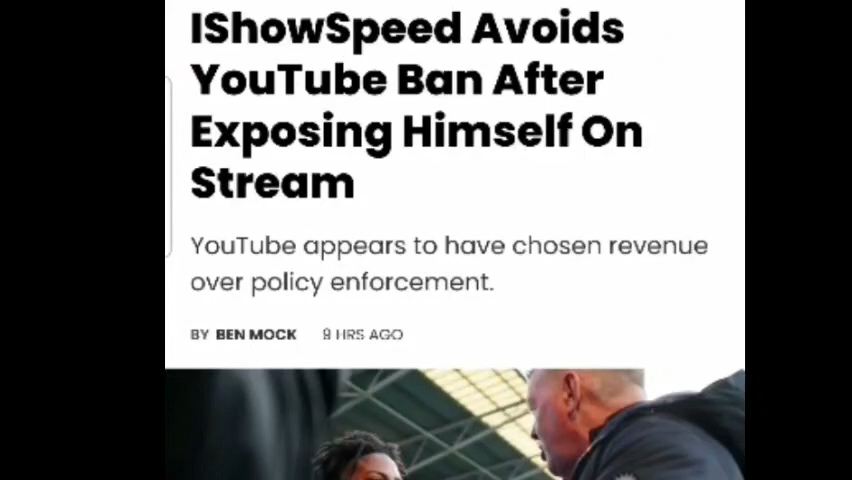 IShowSpeed Avoids
YouTube Ban After
Exposing Himself On
Stream
YouTube appears to have chosen revenue
over policy enforcement.
BY BEN MOCK 9 HRS AGO